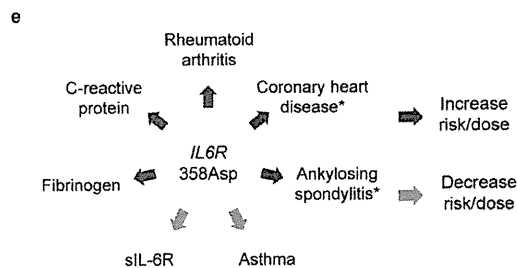 e
Rheumatoid
arthritis
C-reactive
protein
Coronary heart
disease*
Increase
risk/dose
IL6R
358Asp
Fibrinogen
Ankylosing
spondylitis*
Decrease
risk/dose
sIL-6R
Asthma